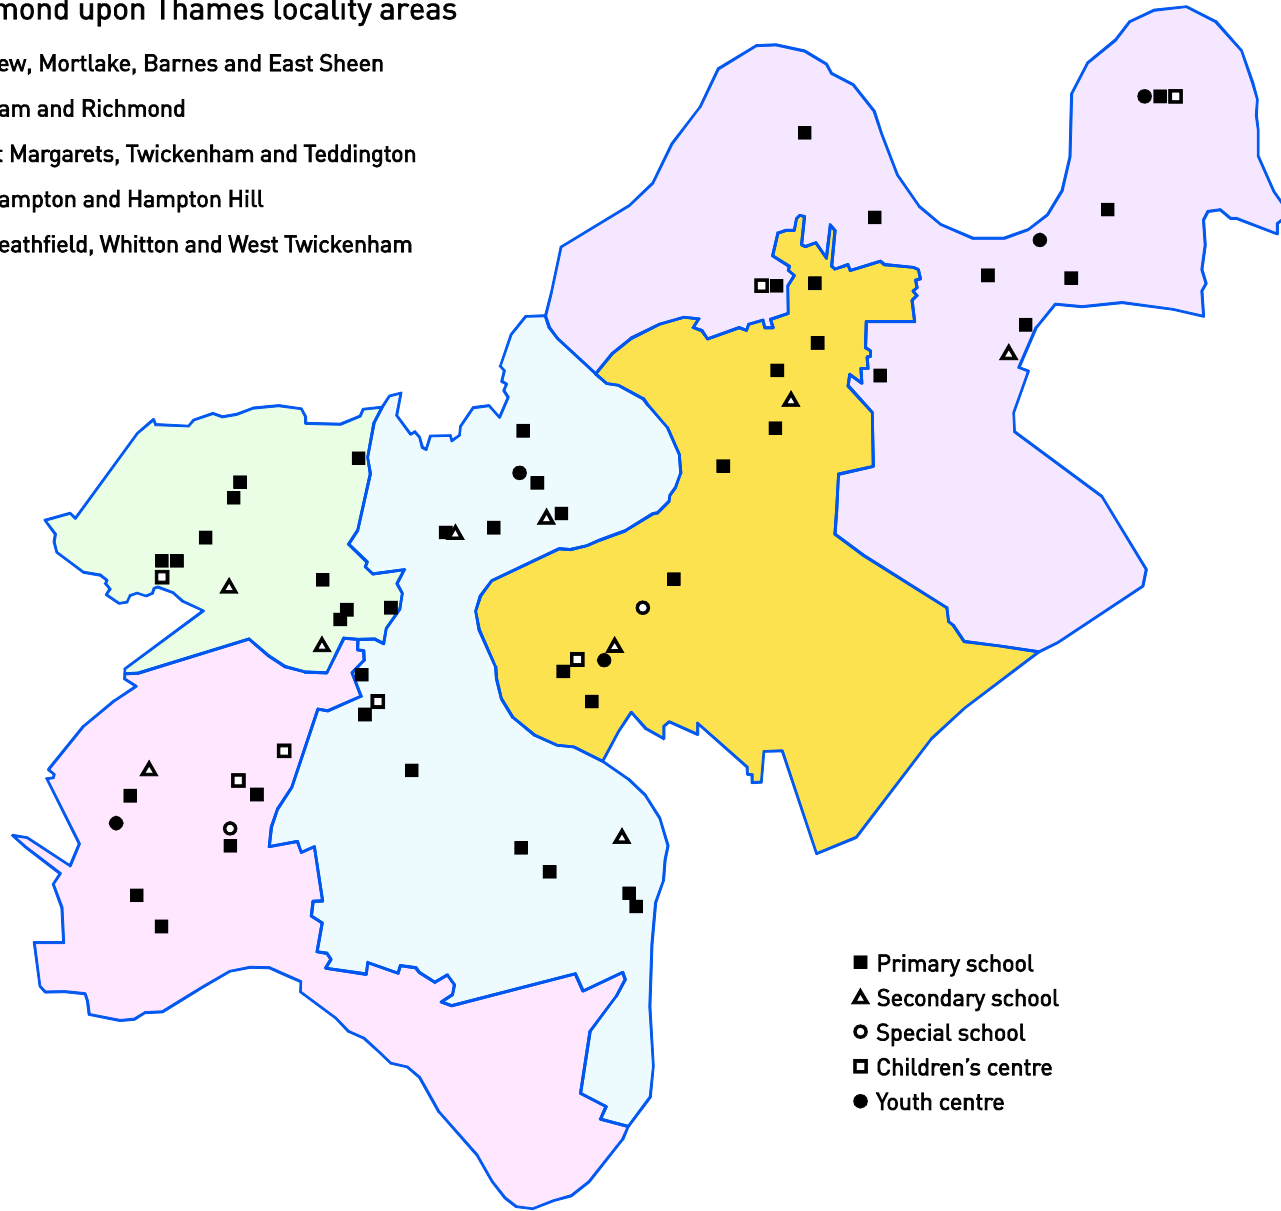 mond upon Thames locality areas
ew, Mortlake, Barnes and East Sheen
am and Richmond
t Margarets, Twickenham and Teddington
ampton and Hampton Hill
eathfield, Whitton and West Twickenham
Primary school
Secondary school
Special school
Children's centre
Youth centre